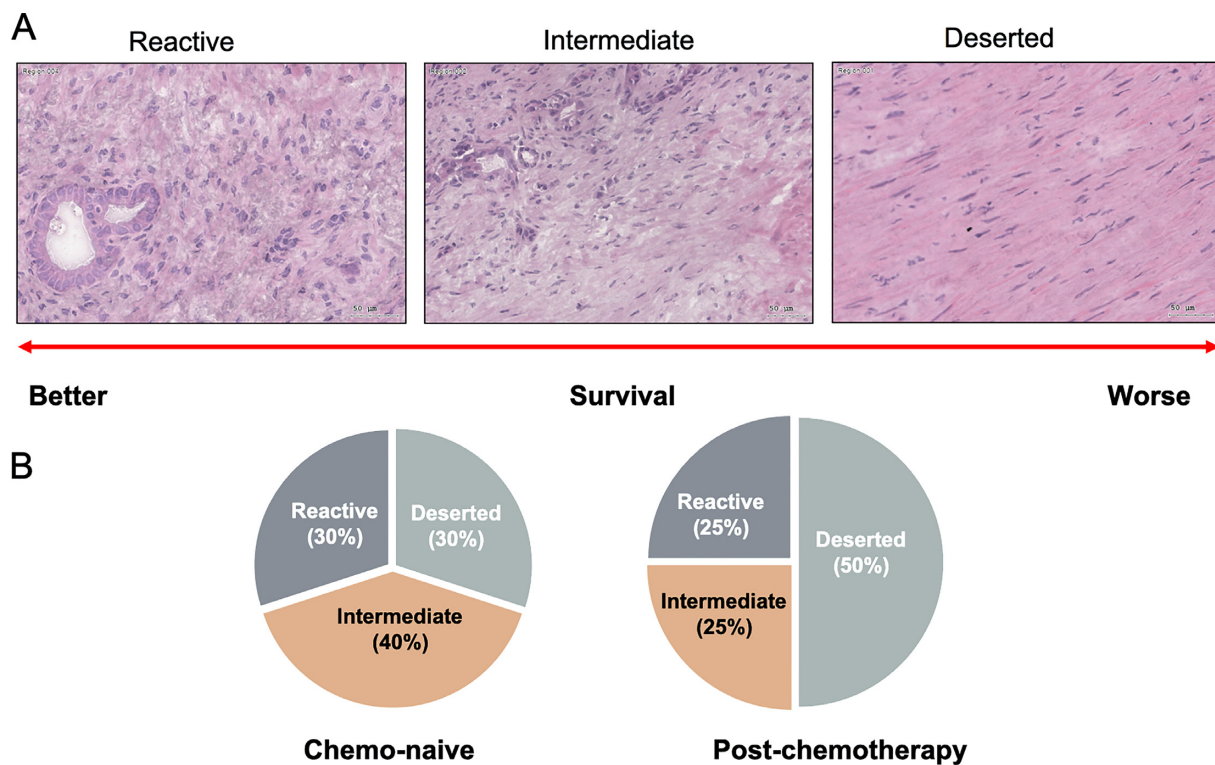 A
Reactive
Intermediate
Deserted
50 µm
50 µm
50 µm
Better
Survival
Worse
B
Reactive
(30%)
Deserted
(30%)
Intermediate
(40%)
Reactive
(25%)
Deserted
(50%)
Intermediate
(25%)
Chemo-naive
Post-chemotherapy